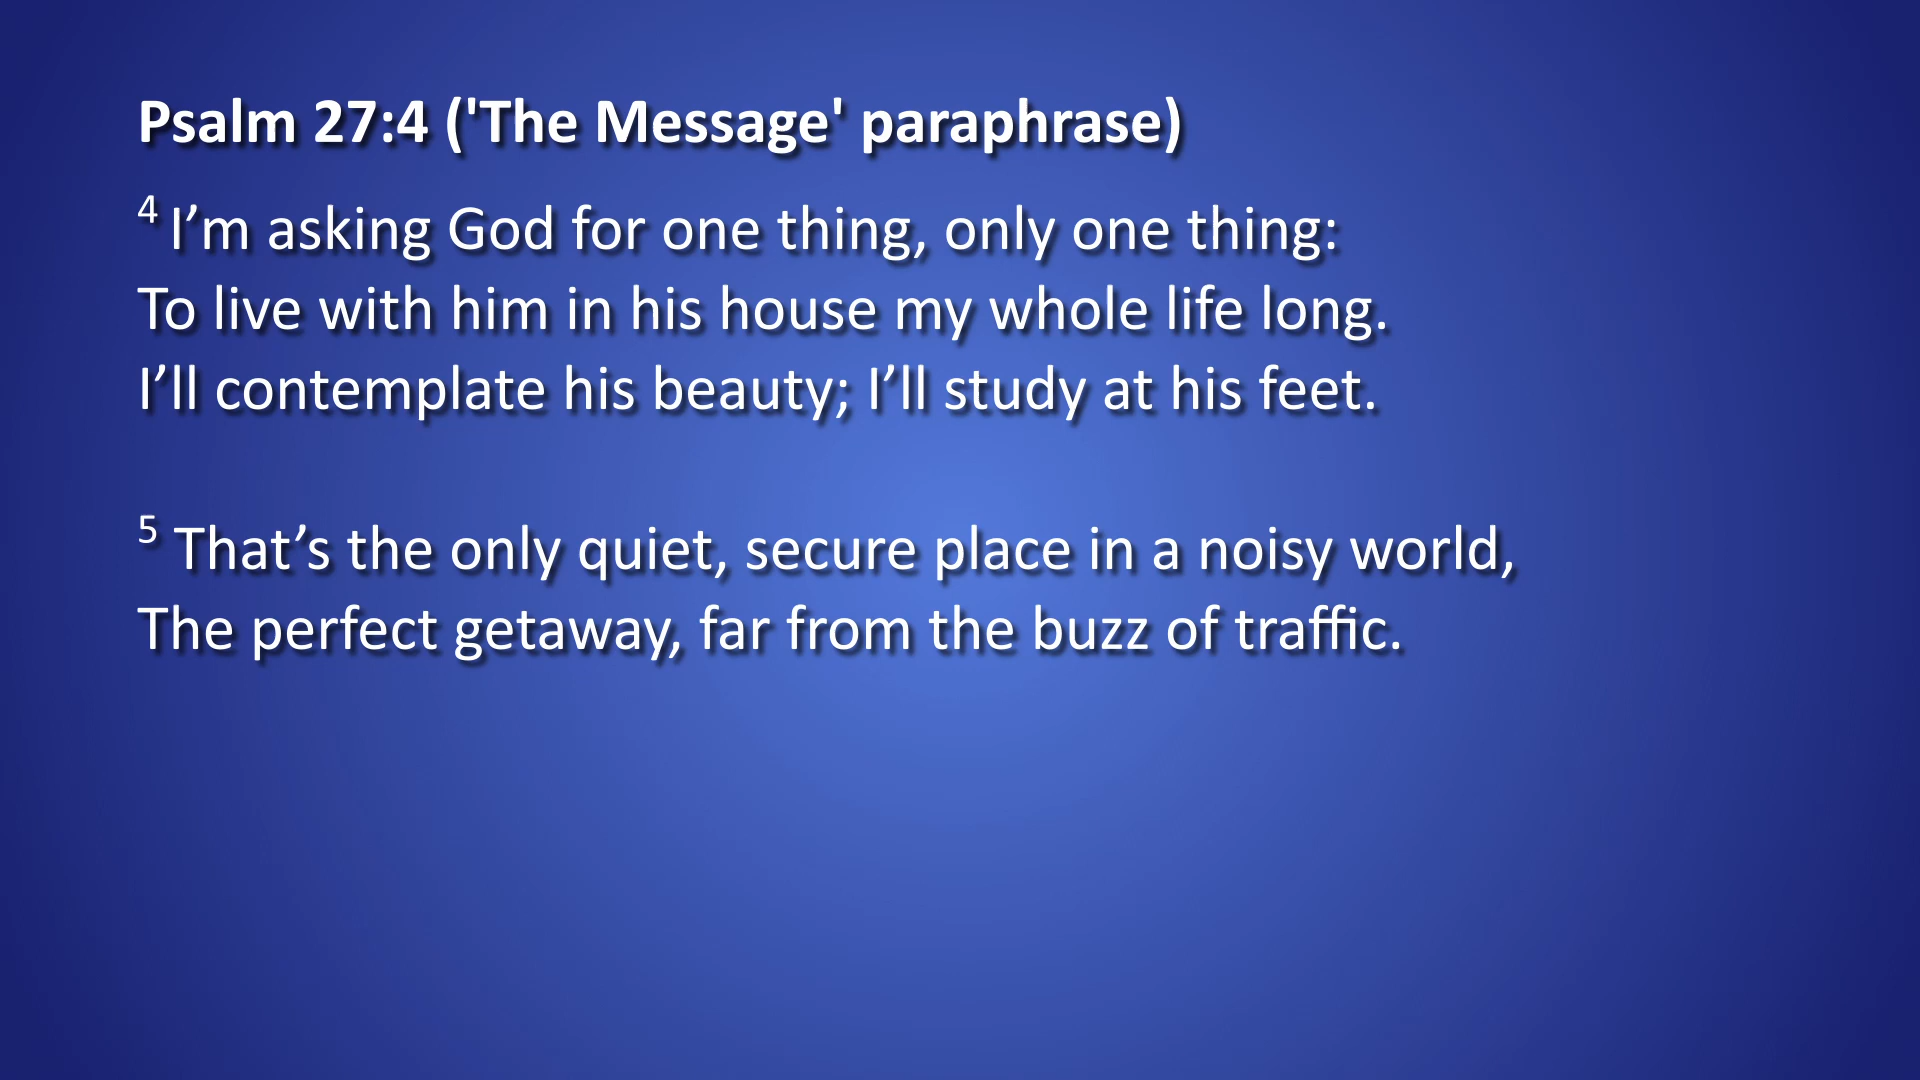 Psalm 27:4 ('The Message' paraphrase)
4 I’m asking God for one thing, only one thing:
To live with him in his house my whole life long.
I’ll contemplate his beauty; I’ll study at his feet.
5 That’s the only quiet, secure place in a noisy world,
The perfect getaway, far from the buzz of traffic.